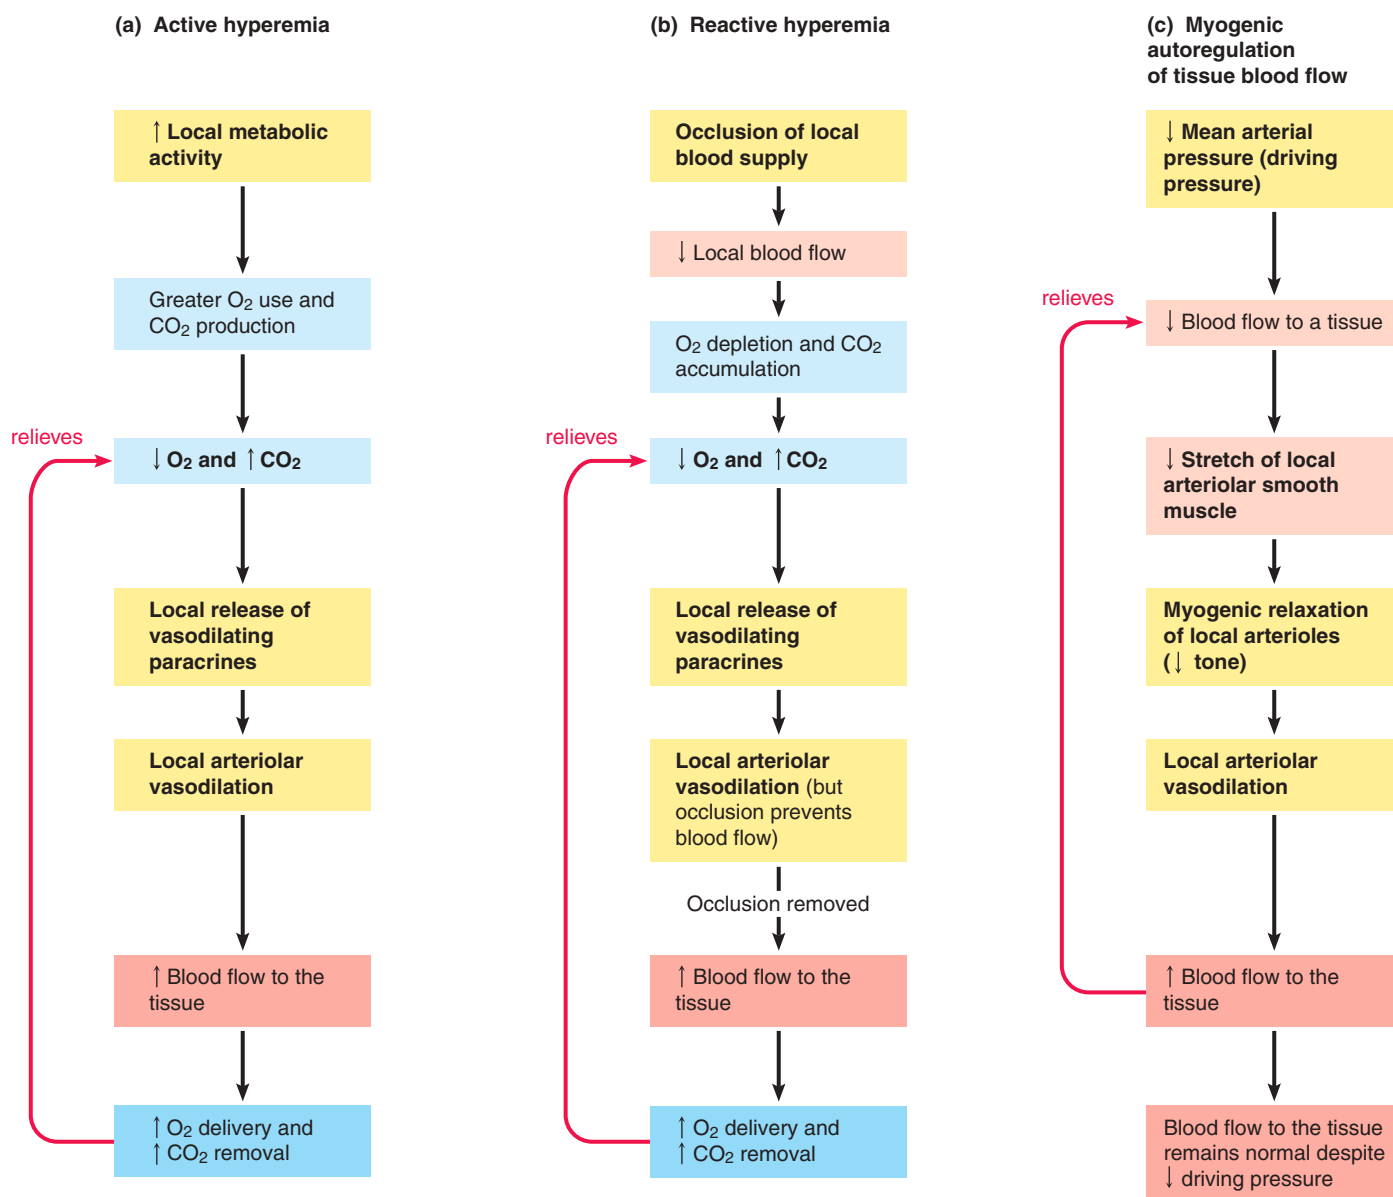 (a) Active hyperemia
↑ Local metabolic
activity
Greater O₂ use and
CO₂ production
relieves
↓ O₂ and ↑ CO₂
Local release of
vasodilating
paracrines
Local arteriolar
vasodilation
↑ Blood flow to the
tissue
↑ O₂ delivery and
↑ CO₂ removal
(b) Reactive hyperemia
Occlusion of local
blood supply
↓ Local blood flow
O₂ depletion and CO₂
accumulation
relieves
↓ O₂ and ↑ CO₂
Local release of
vasodilating
paracrines
Local arteriolar
vasodilation (but
occlusion prevents
blood flow)
Occlusion removed
↑ Blood flow to the
tissue
↑ O₂ delivery and
↑ CO₂ removal
(c) Myogenic
autoregulation
of tissue blood flow
↓ Mean arterial
pressure (driving
pressure)
relieves
↓ Blood flow to a tissue
↓ Stretch of local
arteriolar smooth
muscle
Myogenic relaxation
of local arterioles
(↓ tone)
Local arteriolar
vasodilation
↑ Blood flow to the
tissue
Blood flow to the tissue
remains normal despite
↓ driving pressure